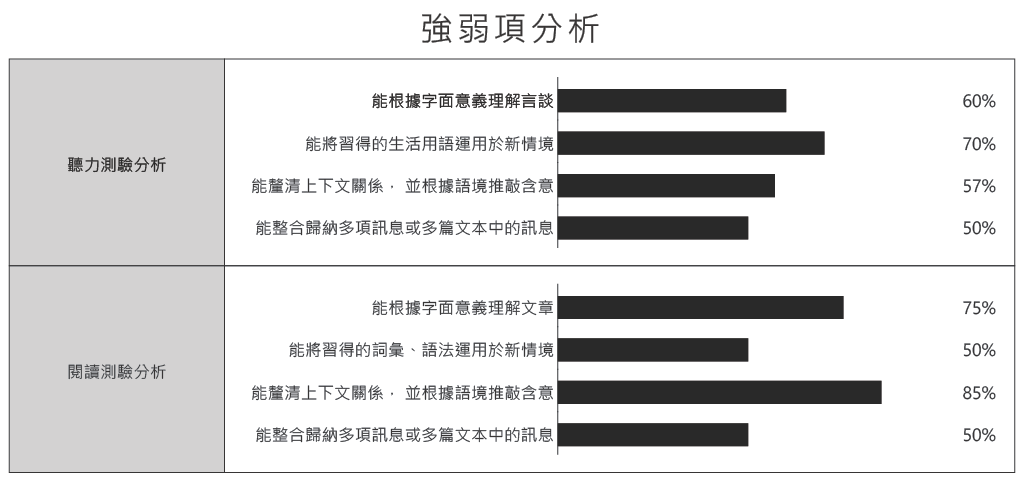 強弱項分析
聽力測驗分析
能根據字面意義理解言談 60%
能將習得的生活用語運用於新情境 70%
能釐清上下文關係，並根據語境推敲含意 57%
能整合歸納多項訊息或多篇文本中的訊息 50%
閱讀測驗分析
能根據字面意義理解文章 75%
能將習得的詞彙、語法運用於新情境 50%
能釐清上下文關係，並根據語境推敲含意 85%
能整合歸納多項訊息或多篇文本中的訊息 50%